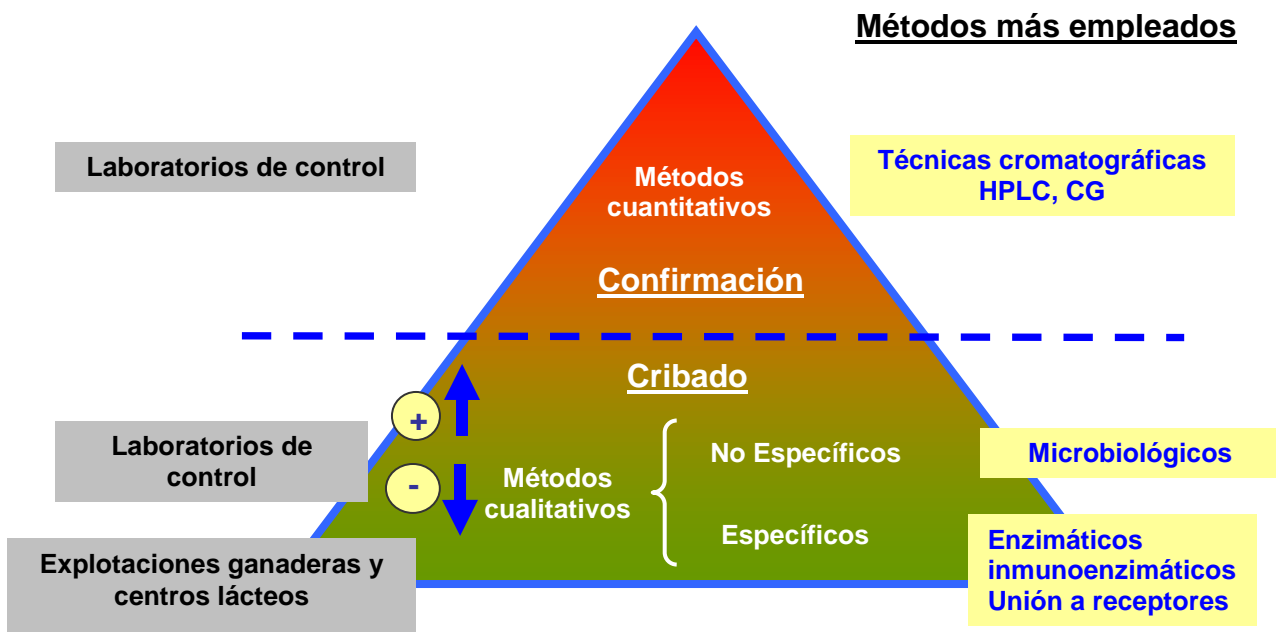 Métodos más empleados
Laboratorios de control
Métodos
cuantitativos
Técnicas cromatográficas
HPLC, CG
Confirmación
Cribado
+
-
Laboratorios de
control
Métodos
cualitativos
No Específicos
Específicos
Microbiológicos
Explotaciones ganaderas y
centros lácteos
Enzimáticos
inmunoenzimáticos
Unión a receptores